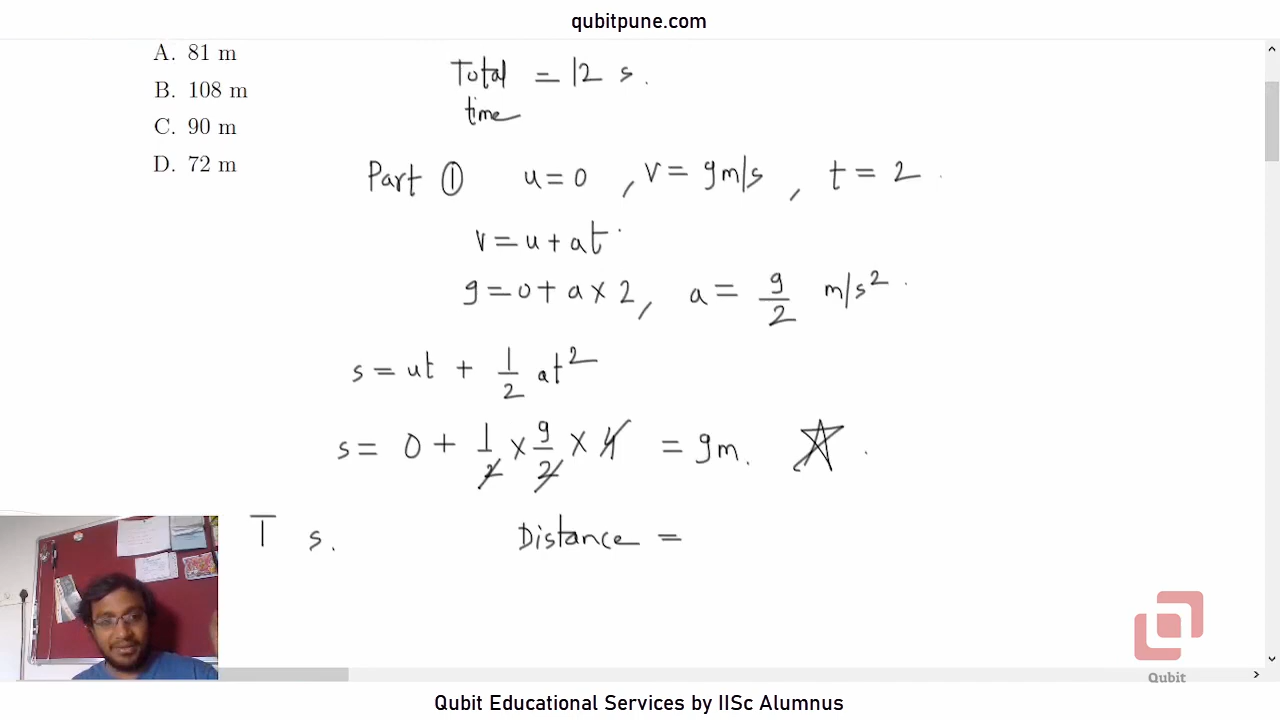 qubitpune.com
A. 81 m
B. 108 m
C. 90 m
D. 72 m
Total time = 12 s.
Part ① u=0 , v= 9m/s , t = 2
v = u + at
9 = 0 + a × 2, a = 9/2 m/s²
s = ut + 1/2 at²
s = 0 + 1/2 × 9/2 × 4 = 9m.
T s. Distance =
Qubit
Qubit Educational Services by IISc Alumnus